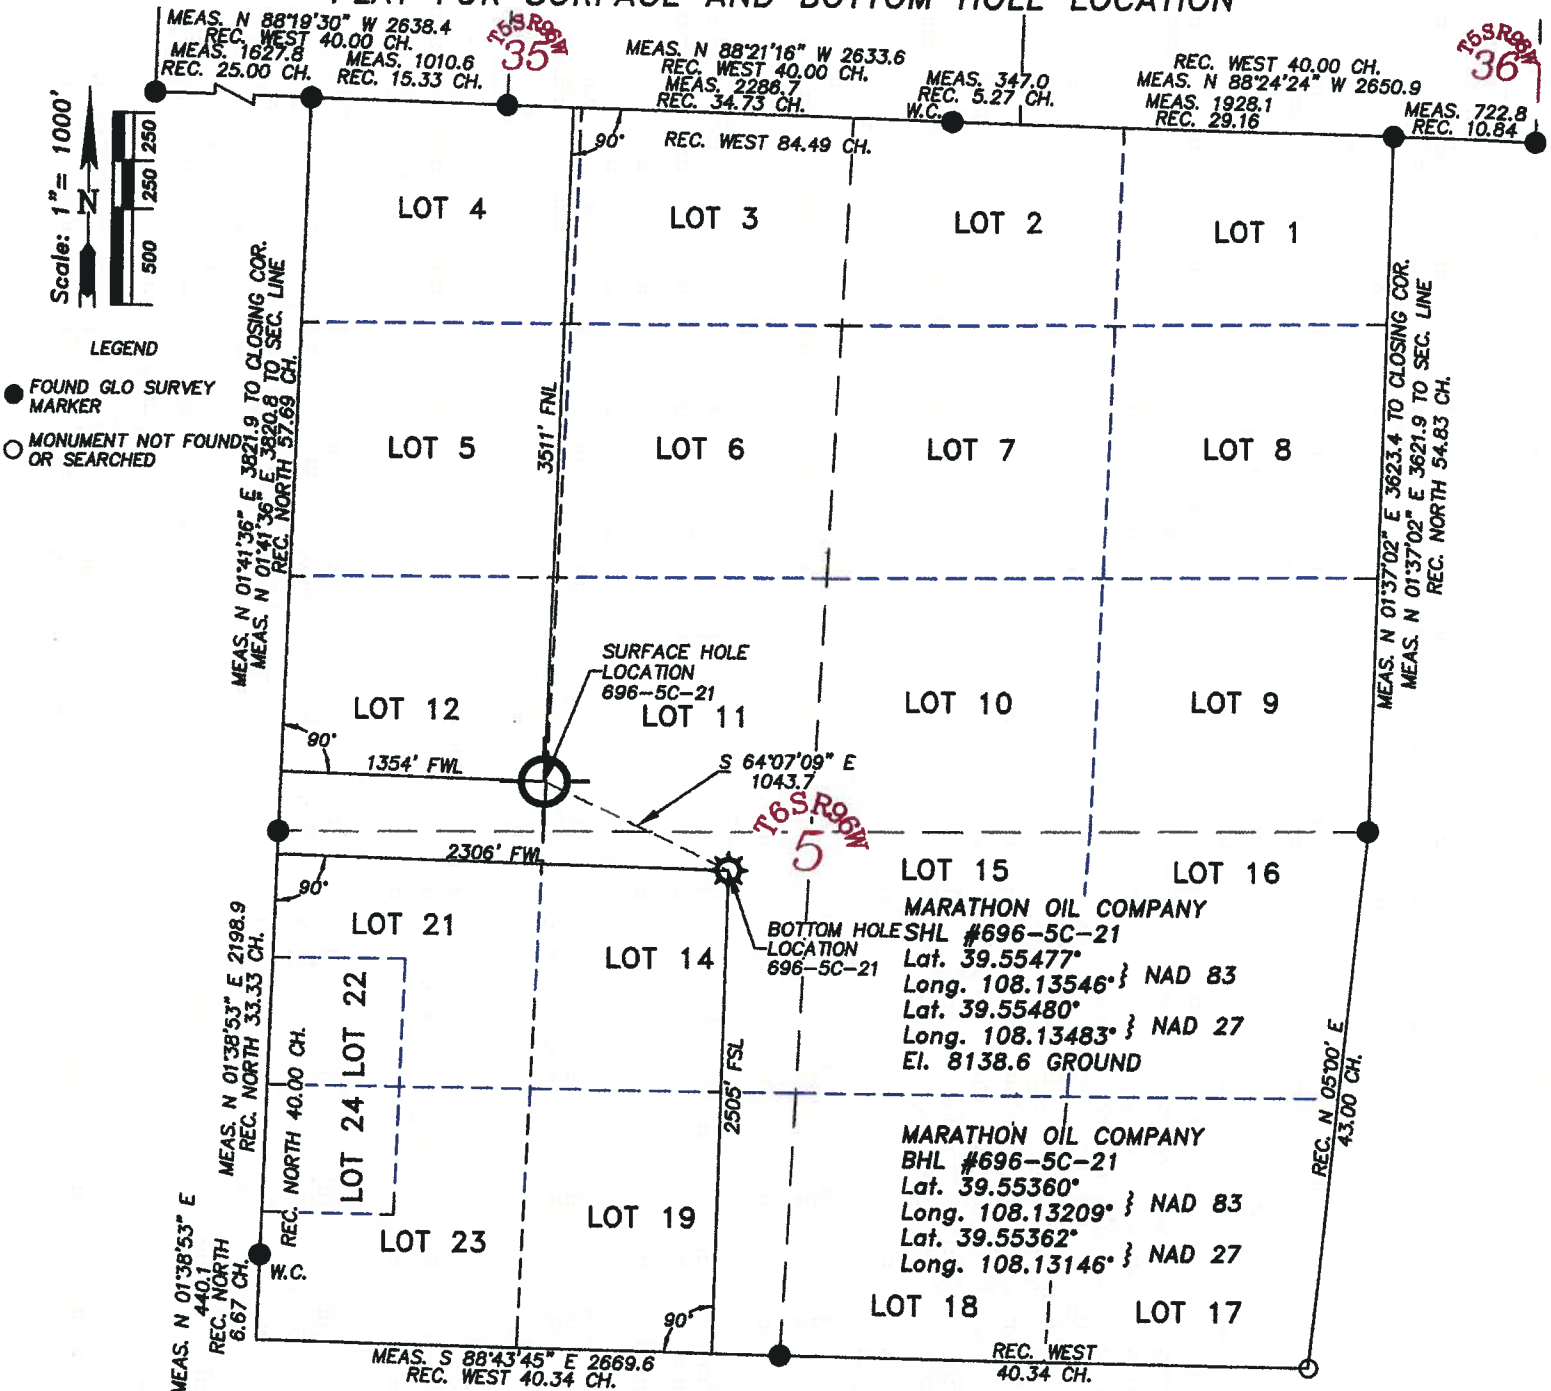 PLAT FOR SURFACE AND BOTTOM HOLE LOCATION
MEAS. N 88°19'30" W 2638.4
REC. WEST 40.00 CH.
MEAS. 1627.8
REC. 25.00 CH.
MEAS. 1010.6
REC. 15.33 CH.
T5SR96W
35
MEAS. N 88°21'16" W 2633.6
REC. WEST 40.00 CH.
MEAS. 2286.7
REC. 34.73 CH.
MEAS. 347.0
REC. 5.27 CH.
W.C.
REC. WEST 40.00 CH.
MEAS. N 88°24'24" W 2650.9
MEAS. 1928.1
REC. 29.16
T5SR96W
36
MEAS. 722.8
REC. 10.84
90°
REC. WEST 84.49 CH.
Scale: 1"= 1000'
N
250
250
500
LEGEND
FOUND GLO SURVEY
MARKER
MONUMENT NOT FOUND
OR SEARCHED
MEAS. N 01°41'36" E 3821.9 TO CLOSING COR.
MEAS. N 01°41'36" E 3820.8 TO SEC. LINE
REC. NORTH 57.69 CH.
LOT 4
LOT 3
LOT 2
LOT 1
MEAS. N 01°37'02" E 3623.4 TO CLOSING COR.
MEAS. N 01°37'02" E 3621.9 TO SEC. LINE
REC. NORTH 54.83 CH.
3511' FNL
LOT 5
LOT 6
LOT 7
LOT 8
SURFACE HOLE
LOCATION
696-5C-21
LOT 12
LOT 11
LOT 10
LOT 9
90°
1354' FWL
S 64°07'09" E
1043.7
T6SR96W
5
2306' FWL
90°
LOT 21
LOT 14
LOT 15
LOT 16
BOTTOM HOLE
LOCATION
696-5C-21
MARATHON OIL COMPANY
SHL #696-5C-21
Lat. 39.55477°
Long. 108.13546° } NAD 83
Lat. 39.55480°
Long. 108.13483° } NAD 27
El. 8138.6 GROUND
MEAS. N 01°38'53" E 2198.9
REC. NORTH 33.33 CH.
REC. NORTH 40.00 CH.
LOT 22
LOT 24
2505' FSL
REC. N 05°00' E
43.00 CH.
MARATHON OIL COMPANY
BHL #696-5C-21
Lat. 39.55360°
Long. 108.13209° } NAD 83
Lat. 39.55362°
Long. 108.13146° } NAD 27
LOT 23
LOT 19
LOT 18
LOT 17
W.C.
MEAS. N 01°38'53" E
440.1
REC. NORTH
6.67 CH.
90°
MEAS. S 88°43'45" E 2669.6
REC. WEST 40.34 CH.
REC. WEST
40.34 CH.